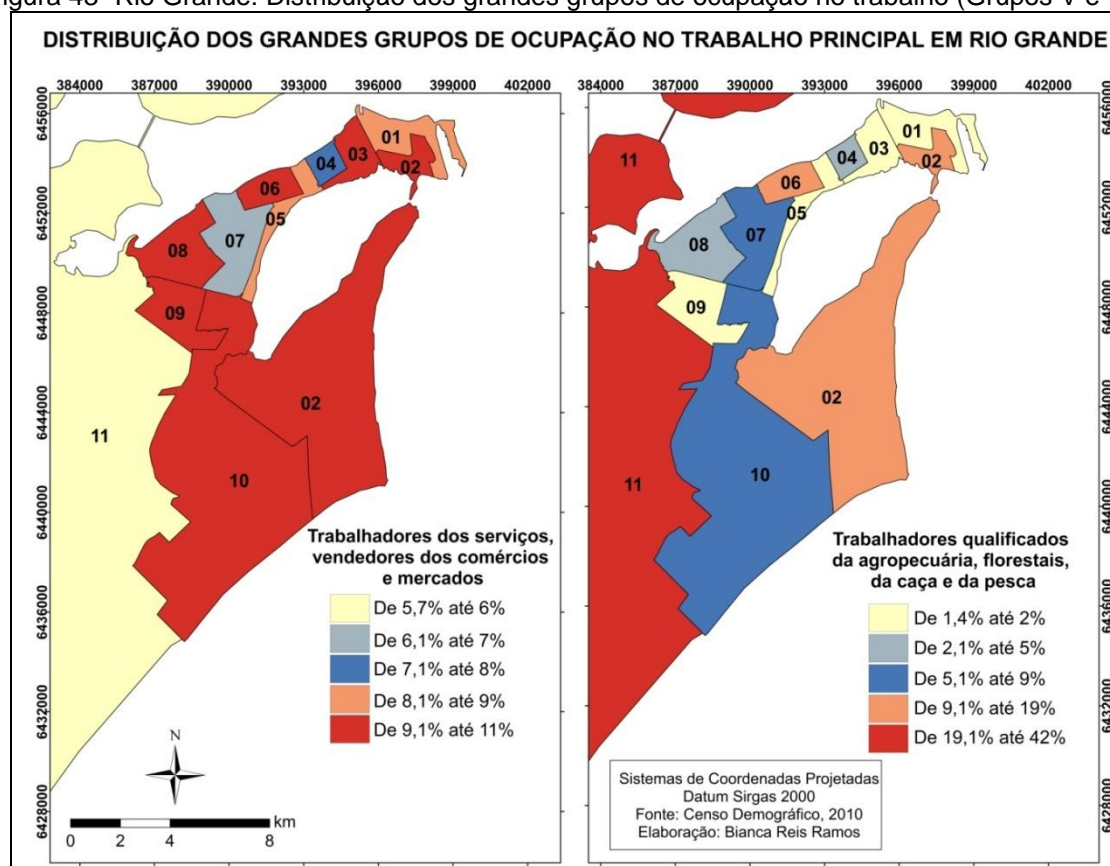 Figura 43- Rio Grande: Distribuição dos grandes grupos de ocupação no trabalho (Grupos V e
DISTRIBUIÇÃO DOS GRANDES GRUPOS DE OCUPAÇÃO NO TRABALHO PRINCIPAL EM RIO GRANDE
384000 387000 390000 393000 396000 399000 402000
384000 387000 390000 393000 396000 399000 402000
6456000
6452000
6448000
6444000
6440000
6436000
6432000
6428000
01
02
03
04
06
05
07
08
09
02
11
10
Trabalhadores dos serviços,
vendedores dos comércios
e mercados
De 5,7% até 6%
De 6,1% até 7%
De 7,1% até 8%
De 8,1% até 9%
De 9,1% até 11%
N
km
0 2 4 8
11
01
02
03
04
06
05
07
08
09
02
10
11
Trabalhadores qualificados
da agropecuária, florestais,
da caça e da pesca
De 1,4% até 2%
De 2,1% até 5%
De 5,1% até 9%
De 9,1% até 19%
De 19,1% até 42%
Sistemas de Coordenadas Projetadas
Datum Sirgas 2000
Fonte: Censo Demográfico, 2010
Elaboração: Bianca Reis Ramos
6456000
6452000
6448000
6444000
6440000
6436000
6432000
6428000